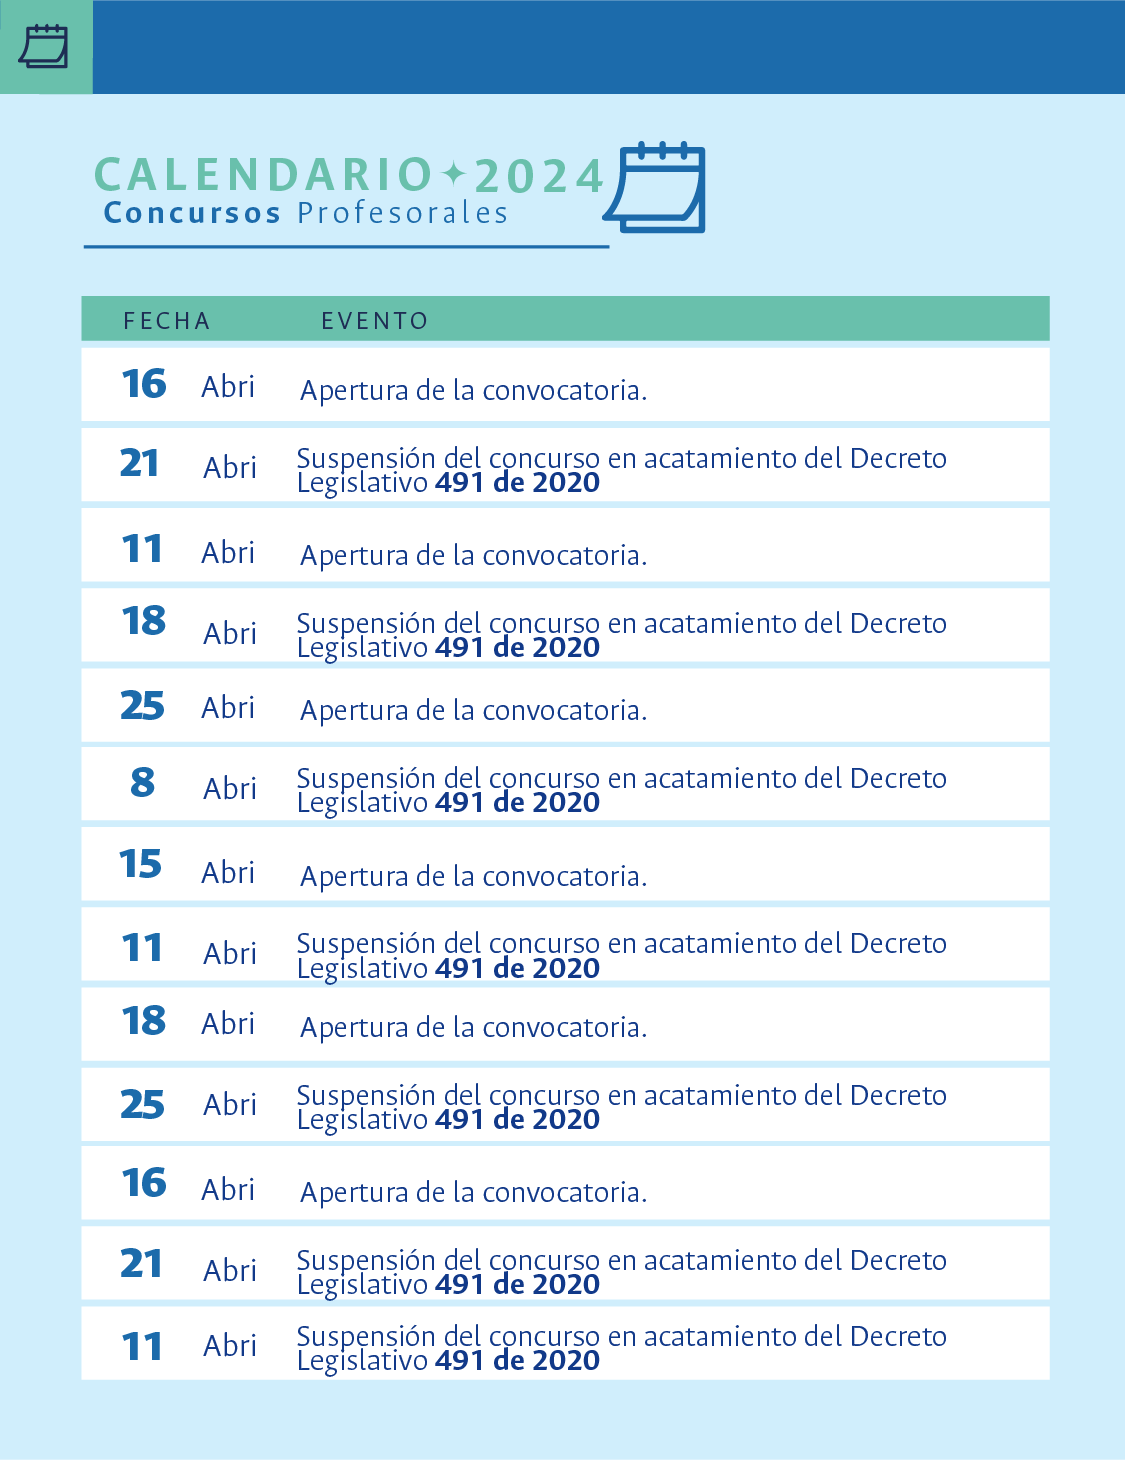 CALENDARIO✦2024
Concursos Profesorales
FECHA EVENTO
16 Abri Apertura de la convocatoria.
21 Abri Suspensión del concurso en acatamiento del Decreto
Legislativo 491 de 2020
11 Abri Apertura de la convocatoria.
18 Abri Suspensión del concurso en acatamiento del Decreto
Legislativo 491 de 2020
25 Abri Apertura de la convocatoria.
8 Abri Suspensión del concurso en acatamiento del Decreto
Legislativo 491 de 2020
15 Abri Apertura de la convocatoria.
11 Abri Suspensión del concurso en acatamiento del Decreto
Legislativo 491 de 2020
18 Abri Apertura de la convocatoria.
25 Abri Suspensión del concurso en acatamiento del Decreto
Legislativo 491 de 2020
16 Abri Apertura de la convocatoria.
21 Abri Suspensión del concurso en acatamiento del Decreto
Legislativo 491 de 2020
11 Abri Suspensión del concurso en acatamiento del Decreto
Legislativo 491 de 2020